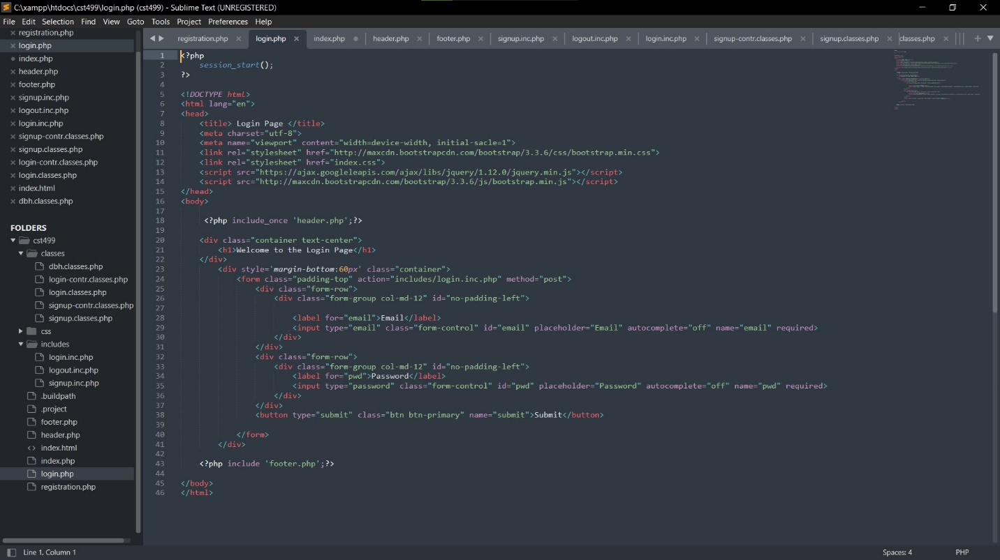 C:\xampp\htdocs\cst499\login.php (cst499) - Sublime Text (UNREGISTERED)
File Edit Selection Find View Goto Tools Project Preferences Help
registration.php
login.php
index.php
header.php
footer.php
signup.inc.php
logout.inc.php
login.inc.php
signup-contr.classes.php
signup.classes.php
login-contr.classes.php
login.classes.php
index.html
dbh.classes.php
FOLDERS
cst499
classes
dbh.classes.php
login-contr.classes.php
login.classes.php
signup-contr.classes.php
signup.classes.php
css
includes
login.inc.php
logout.inc.php
signup.inc.php
.buildpath
.project
footer.php
header.php
<> index.html
index.php
login.php
registration.php
registration.php login.php index.php header.php footer.php signup.inc.php logout.inc.php login.inc.php signup-contr.classes.php signup.classes.php classes.php
1 <?php
2 session_start();
3 ?>
4
5 <!DOCTYPE html>
6 <html lang="en">
7 <head>
8 <title> Login Page </title>
9 <meta charset="utf-8">
10 <meta name="viewport" content="width=device-width, initial-sacle=1">
11 <link rel="stylesheet" href="http://maxcdn.bootstrapcdn.com/bootstrap/3.3.6/css/bootstrap.min.css">
12 <link rel="stylesheet" href="index.css">
13 <script src="https://ajax.googleleapis.com/ajax/libs/jquery/1.12.0/jquery.min.js"></script>
14 <script src="http://maxcdn.bootstrapcdn.com/bootstrap/3.3.6/js/bootstrap.min.js"></script>
15 </head>
16 <body>
17
18 <?php include_once 'header.php';?>
19
20 <div class="container text-center">
21 <h1>Welcome to the Login Page</h1>
22 </div>
23 <div style='margin-bottom:60px' class="container">
24 <form class="padding-top" action="includes/login.inc.php" method="post">
25 <div class="form-row">
26 <div class="form-group col-md-12" id="no-padding-left">
27
28 <label for="email">Email</label>
29 <input type="email" class="form-control" id="email" placeholder="Email" autocomplete="off" name="email" required>
30 </div>
31 </div>
32 <div class="form-row">
33 <div class="form-group col-md-12" id="no-padding-left">
34 <label for="pwd">Password</label>
35 <input type="password" class="form-control" id="pwd" placeholder="Password" autocomplete="off" name="pwd" required>
36 </div>
37 </div>
38 <button type="submit" class="btn btn-primary" name="submit">Submit</button>
39
40 </form>
41 </div>
42
43 <?php include 'footer.php';?>
44
45 </body>
46 </html>
Line 1, Column 1
Spaces: 4
PHP